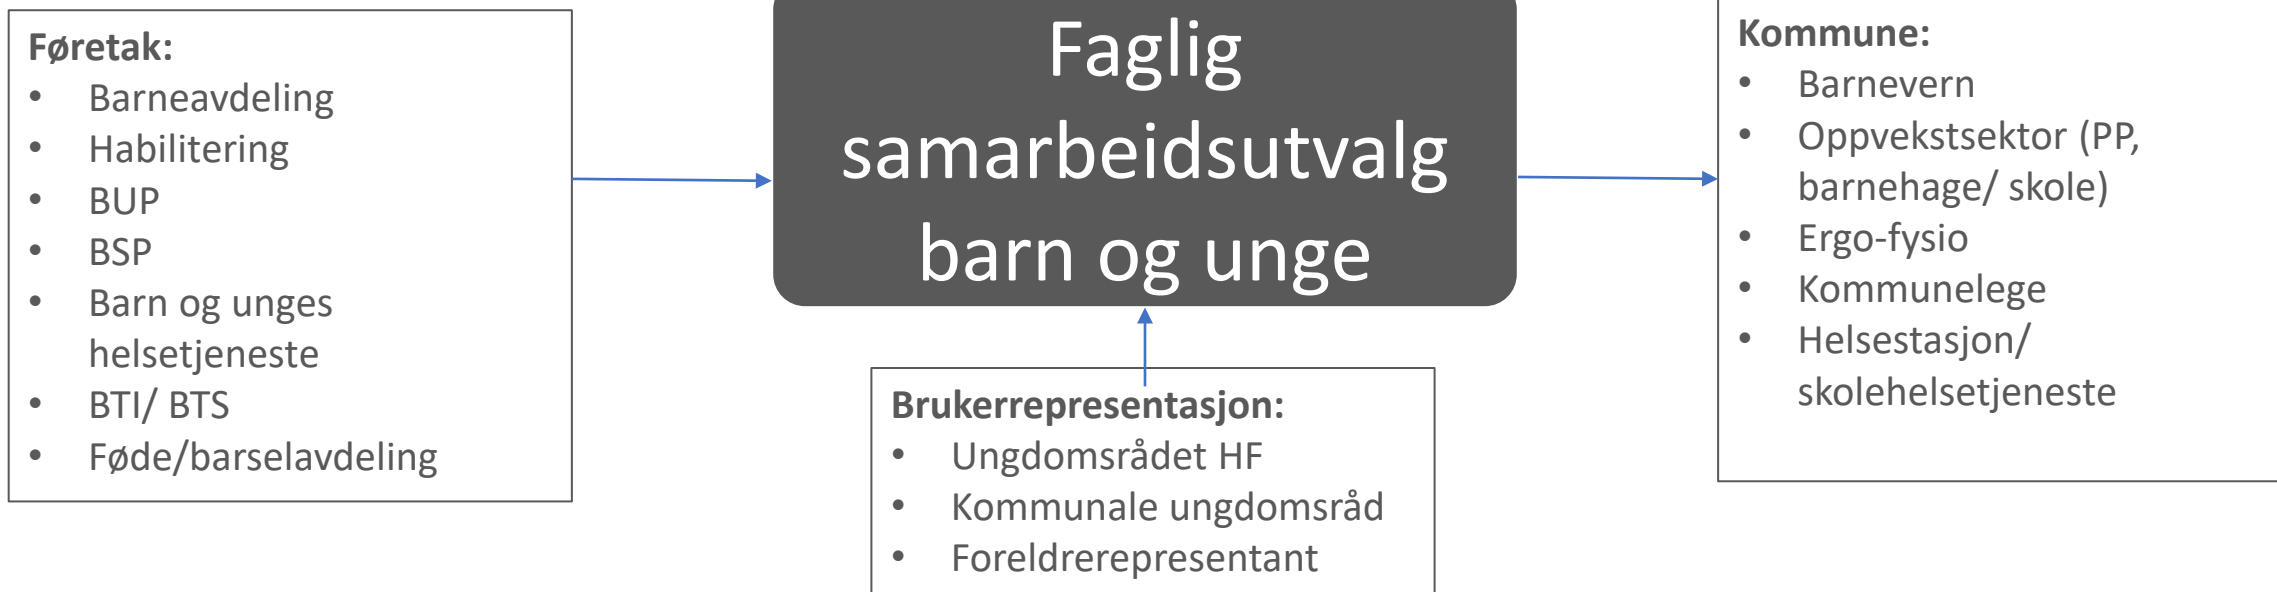 Føretak:
• Barneavdeling
• Habilitering
• BUP
• BSP
• Barn og unges
helsetjeneste
• BTI/ BTS
• Føde/barselavdeling
Faglig
samarbeidsutvalg
barn og unge
Brukerrepresentasjon:
• Ungdomsrådet HF
• Kommunale ungdomsråd
• Foreldrerepresentant
Kommune:
• Barnevern
• Oppvekstsektor (PP,
barnehage/ skole)
• Ergo-fysio
• Kommunelege
• Helsestasjon/
skolehelsetjeneste